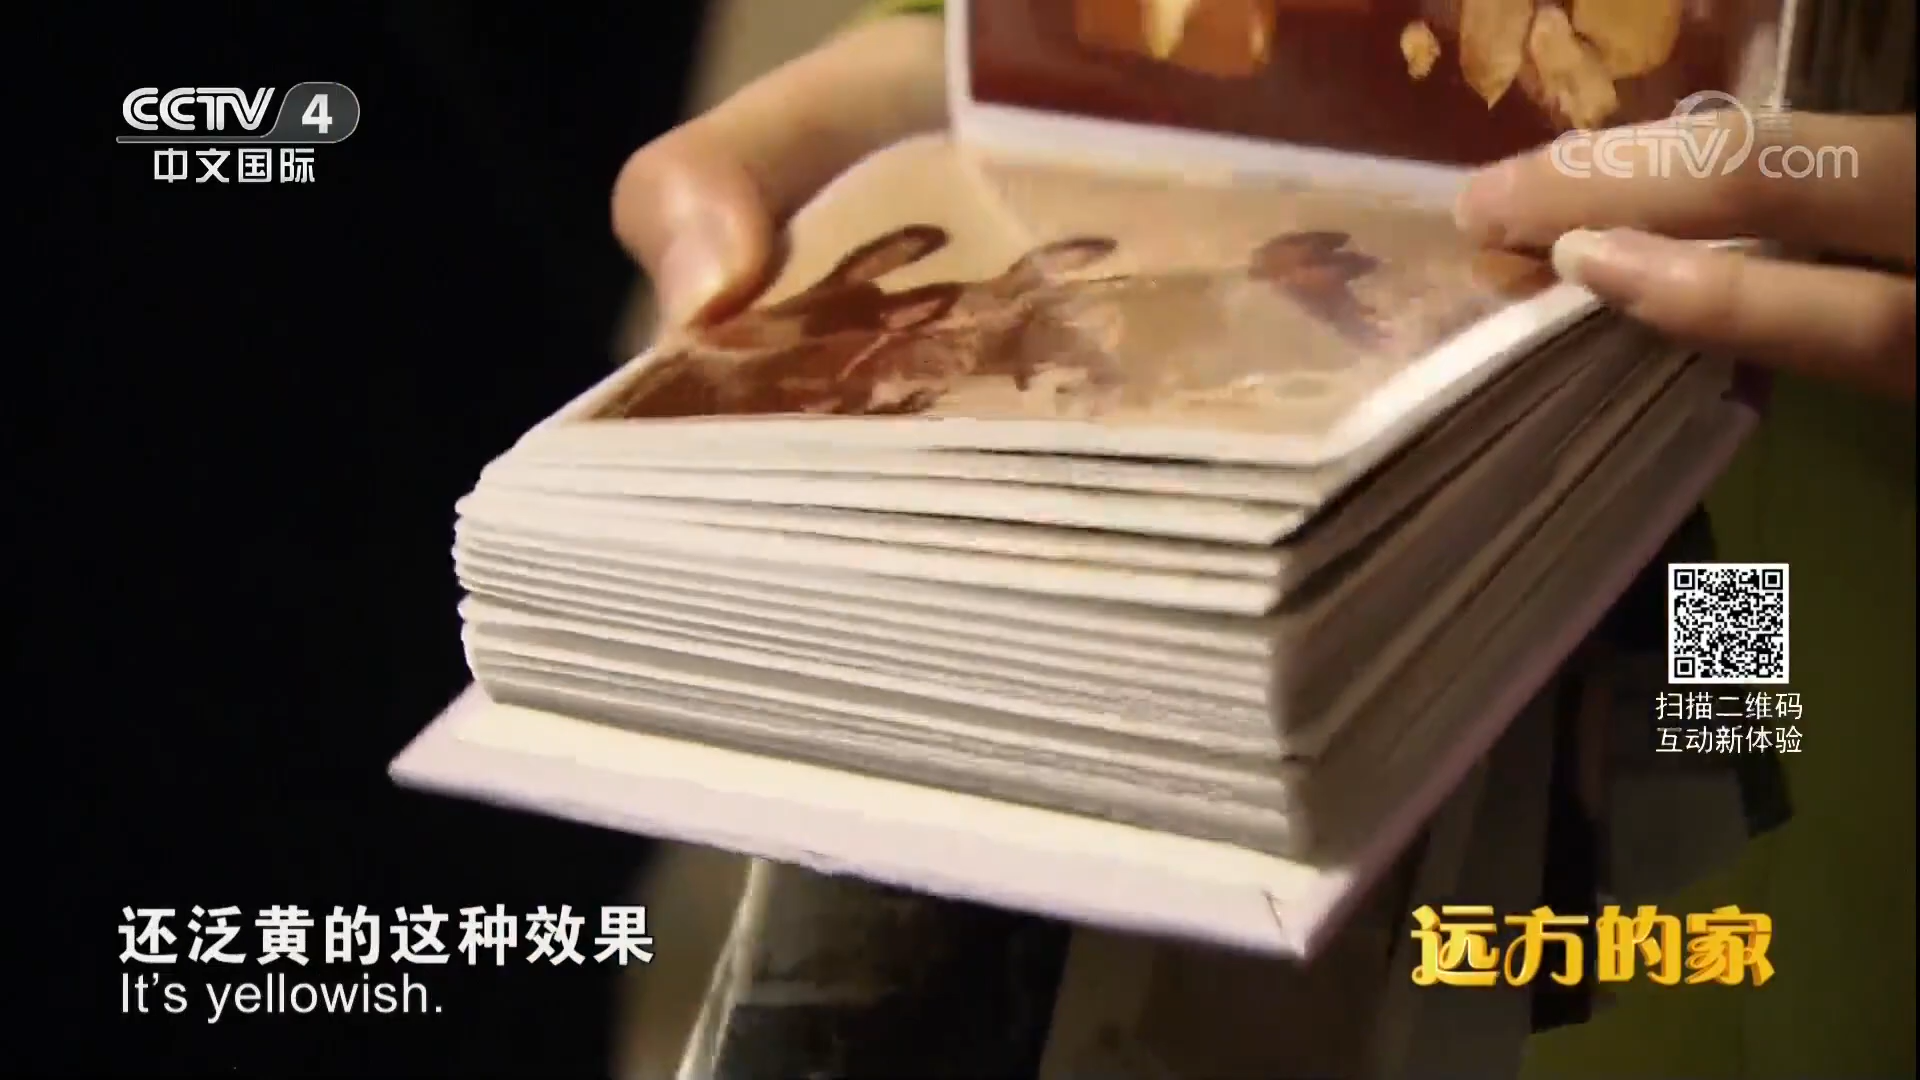 CCTV 4
中文国际
CCTV com
扫描二维码
互动新体验
还泛黄的这种效果
It's yellowish.
远方的家